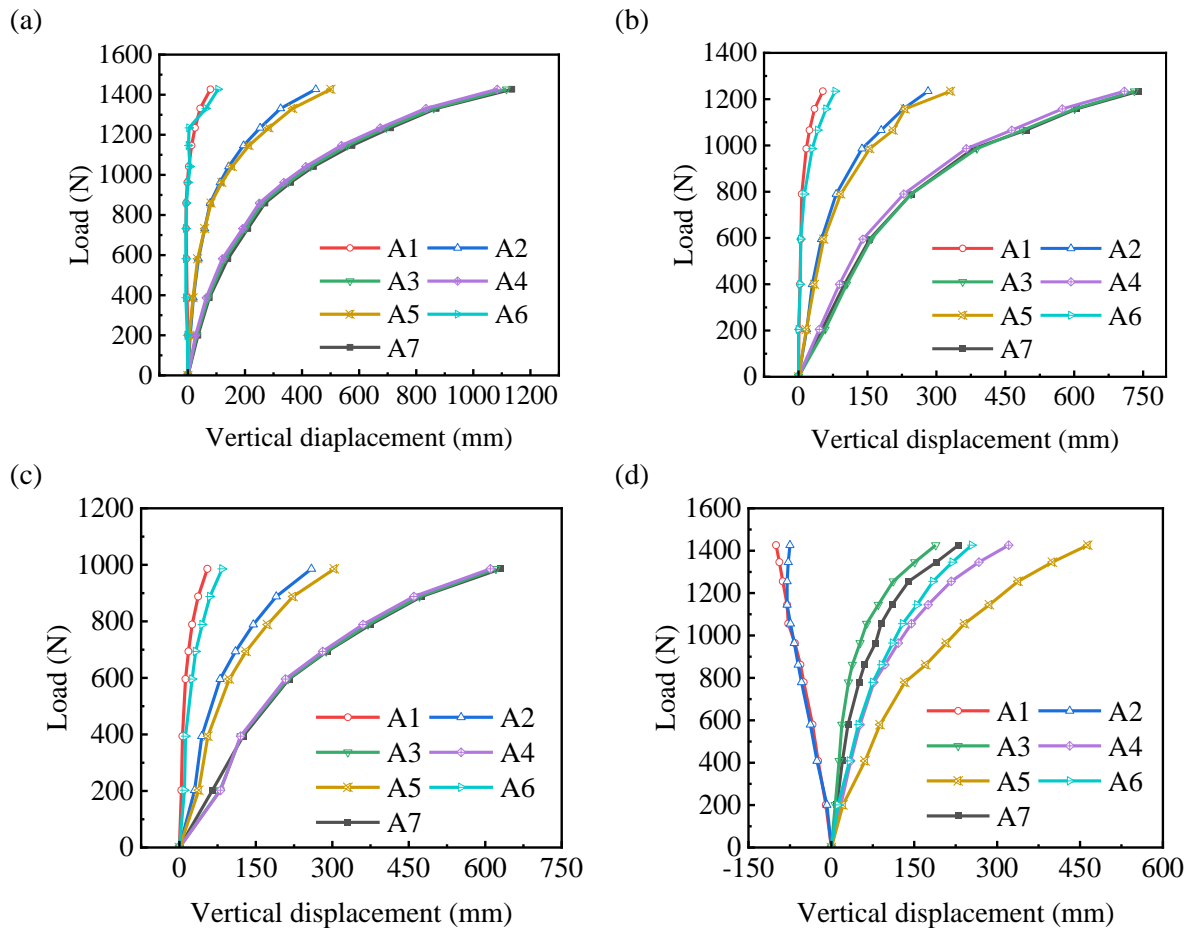 (a)
1600
1400
1200
1000
800
600
400
200
0
Load (N)
A1 A2
A3 A4
A5 A6
A7
0 200 400 600 800 1000 1200
Vertical diaplacement (mm)
(b)
1400
1200
1000
800
600
400
200
0
Load (N)
A1 A2
A3 A4
A5 A6
A7
0 150 300 450 600 750
Vertical displacement (mm)
(c)
1200
1000
800
600
400
200
0
Load (N)
A1 A2
A3 A4
A5 A6
A7
0 150 300 450 600 750
Vertical displacement (mm)
(d)
1600
1400
1200
1000
800
600
400
200
0
Load (N)
A1 A2
A3 A4
A5 A6
A7
-150 0 150 300 450 600
Vertical displacement (mm)